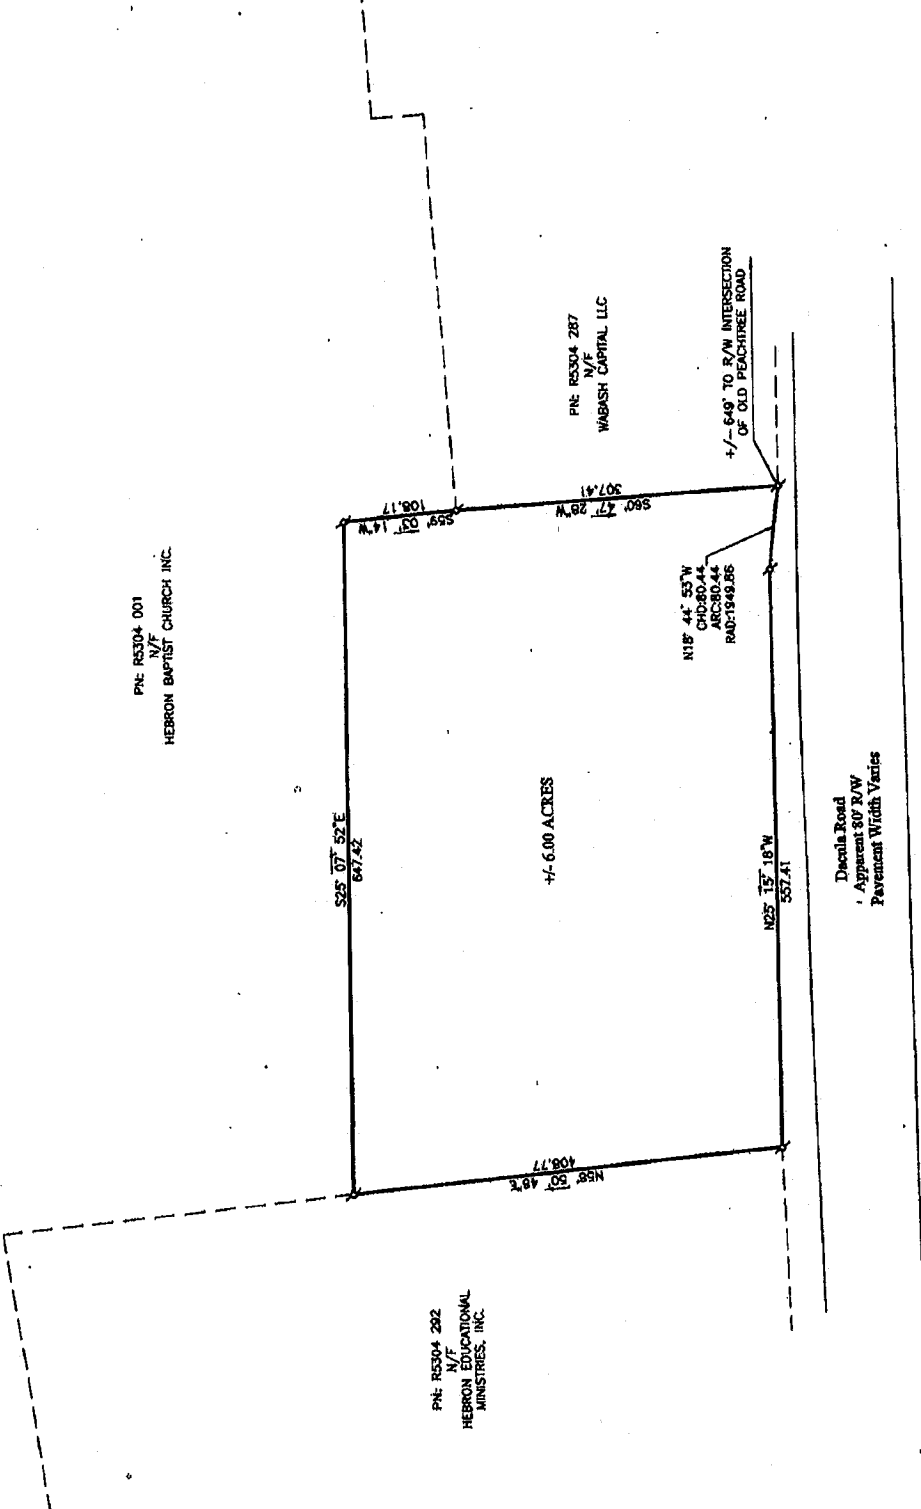 PN: R5304 001
N/F
HEBRON BAPTIST CHURCH INC.
PN: R5304 287
N/F
WABASH CAPITAL LLC
+/- 649' TO R/W INTERSECTION
OF OLD PEACHTREE ROAD
S59° 03' 14"W
108.17
S60° 47' 28"W
307.41
N18° 44' 53"W
CHD:80.44
ARC:80.44
RAD:1949.86
S25° 07' 52"E
647.42
+/- 6.00 ACRES
N25° 15' 18"W
557.41
Dacula Road
Apparent 80' R/W
Pavement Width Varies
N58° 50' 48"E
408.77
PN: R5304 292
N/F
HEBRON EDUCATIONAL
MINISTRIES, INC.